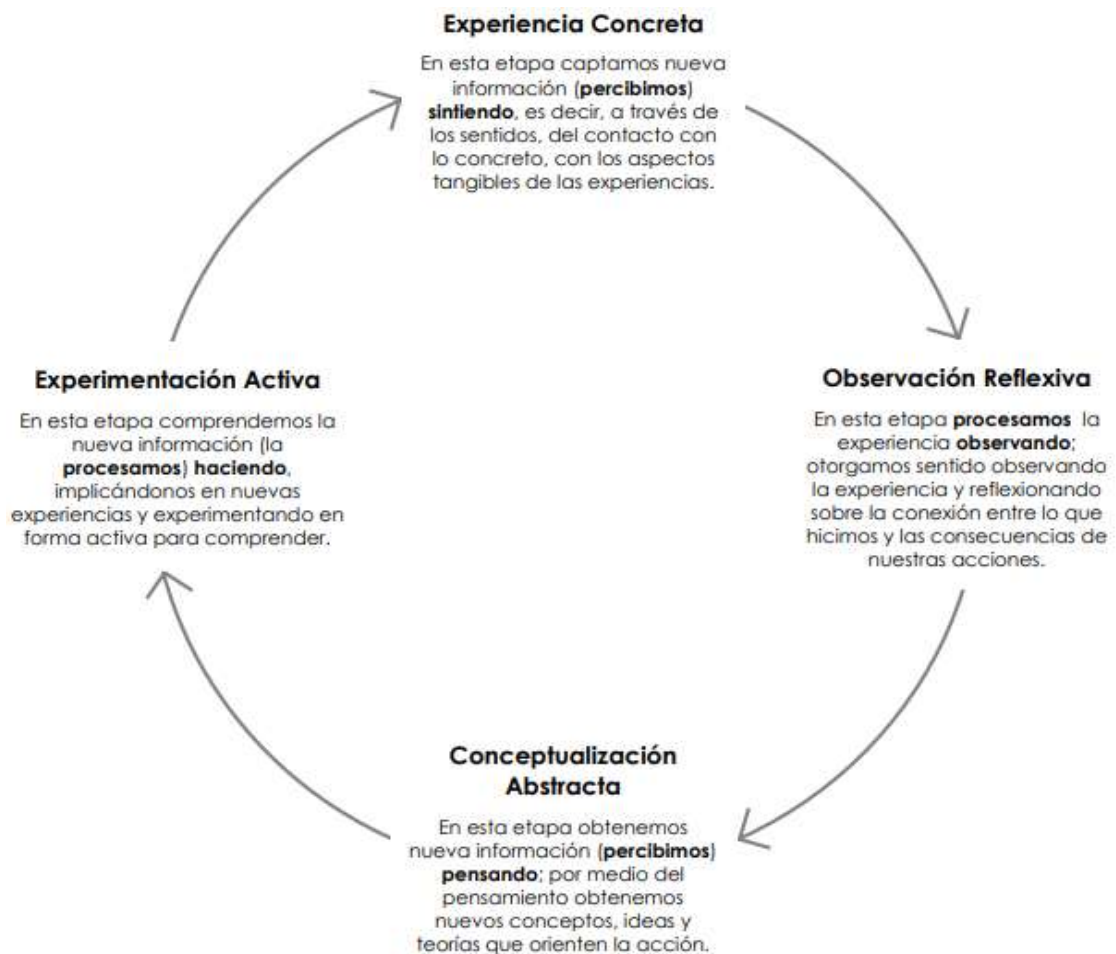 Experiencia Concreta
En esta etapa captamos nueva
información (percibimos)
sintiendo, es decir, a través de
los sentidos, del contacto con
lo concreto, con los aspectos
tangibles de las experiencias.
Observación Reflexiva
En esta etapa procesamos la
experiencia observando;
otorgamos sentido observando
la experiencia y reflexionando
sobre la conexión entre lo que
hicimos y las consecuencias de
nuestras acciones.
Conceptualización
Abstracta
En esta etapa obtenemos
nueva información (percibimos)
pensando; por medio del
pensamiento obtenemos
nuevos conceptos, ideas y
teorías que orienten la acción.
Experimentación Activa
En esta etapa comprendemos la
nueva información (la
procesamos) haciendo,
implicándonos en nuevas
experiencias y experimentando en
forma activa para comprender.